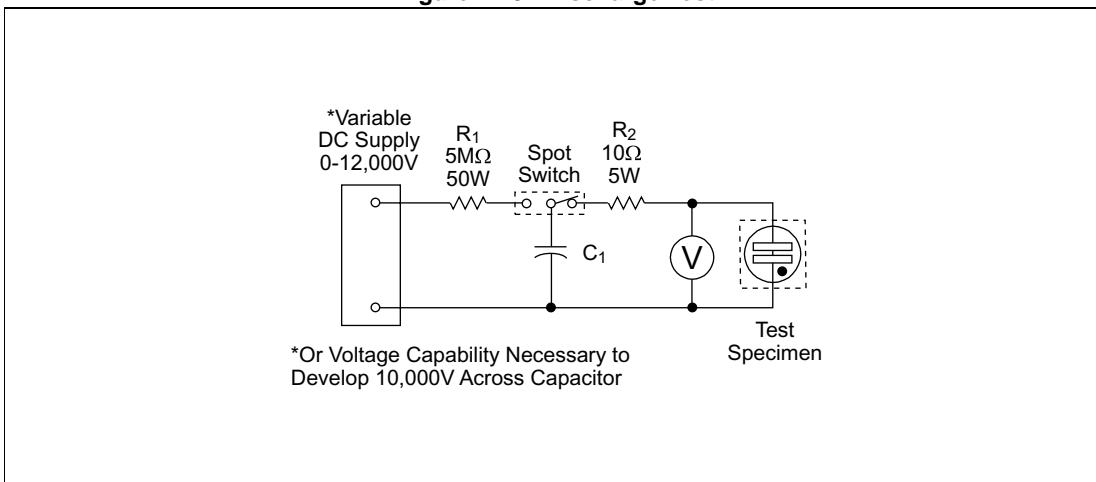 *Variable
DC Supply
0-12,000V
R1
5MΩ
50W
Spot
Switch
R2
10Ω
5W
C1
V
Test
Specimen
*Or Voltage Capability Necessary to
Develop 10,000V Across Capacitor